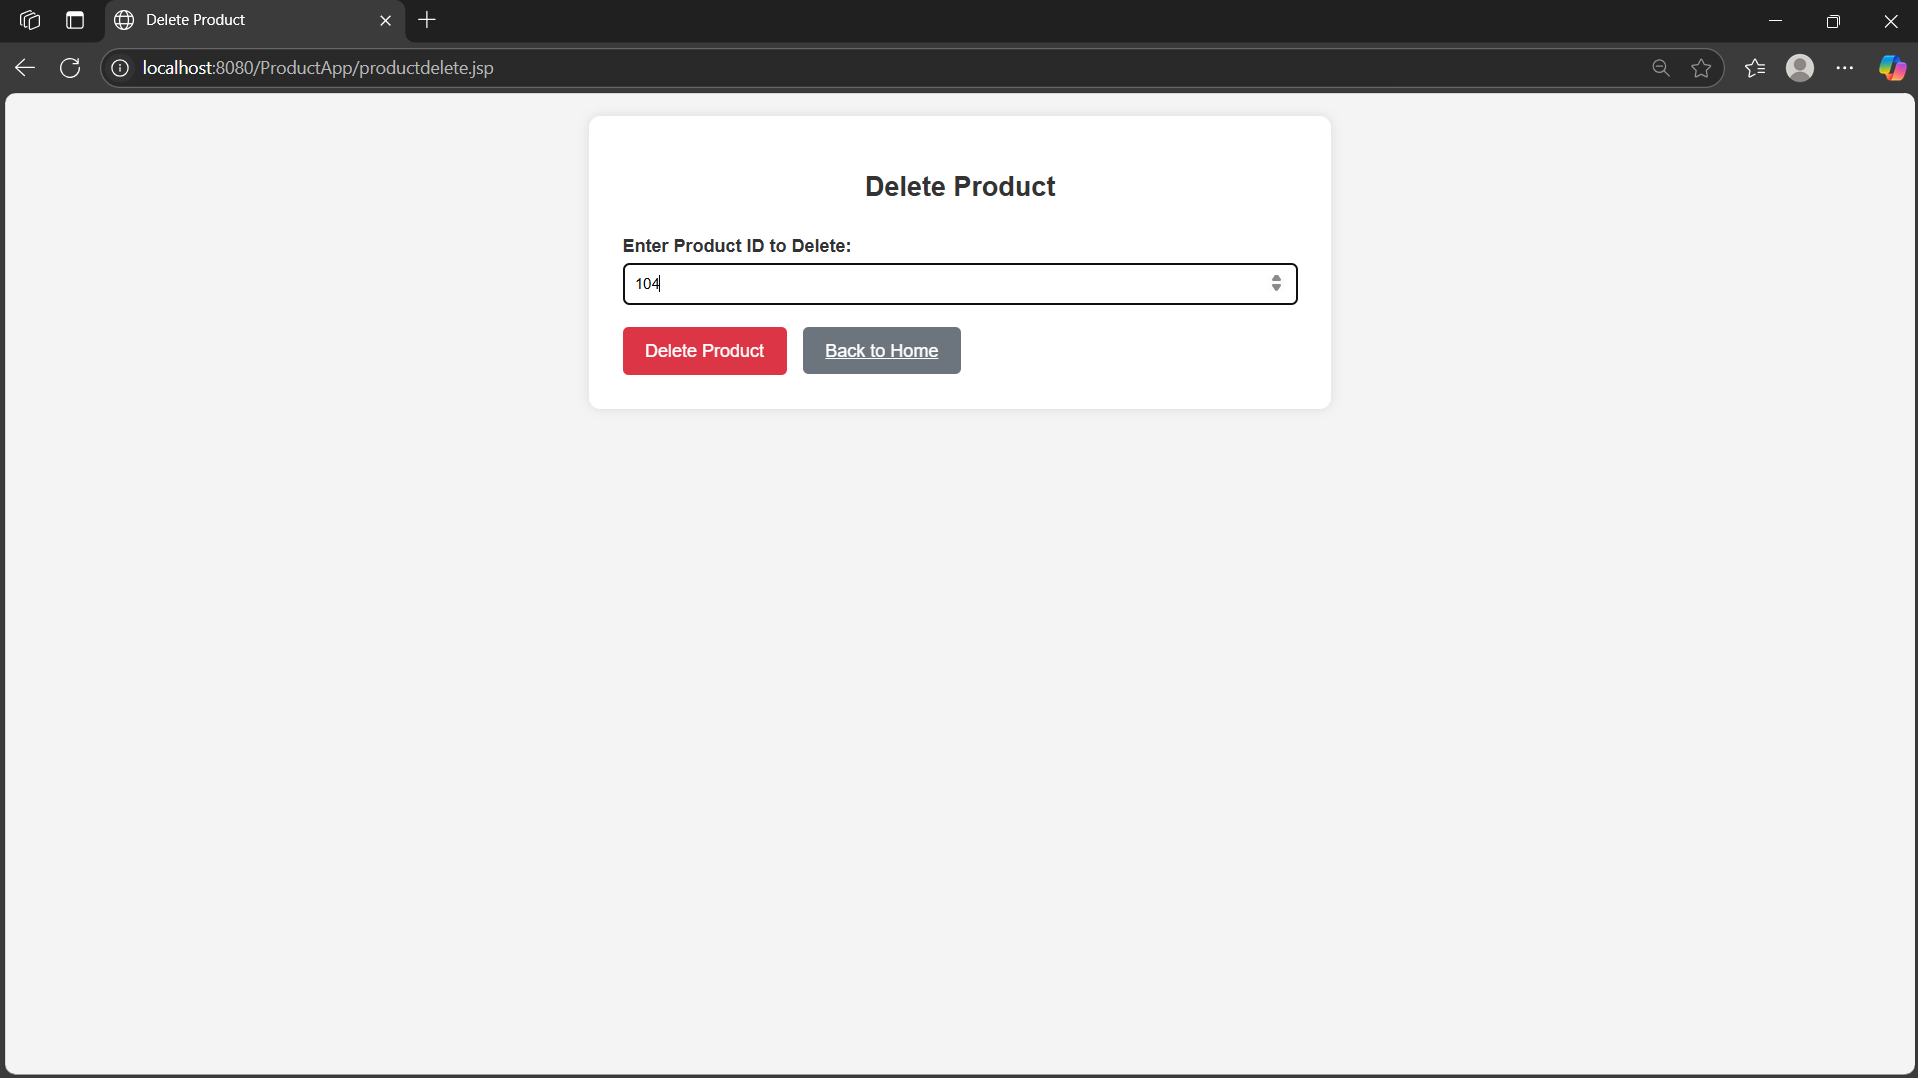 Delete Product
localhost:8080/ProductApp/productdelete.jsp
Delete Product
Enter Product ID to Delete:
104
Delete Product Back to Home